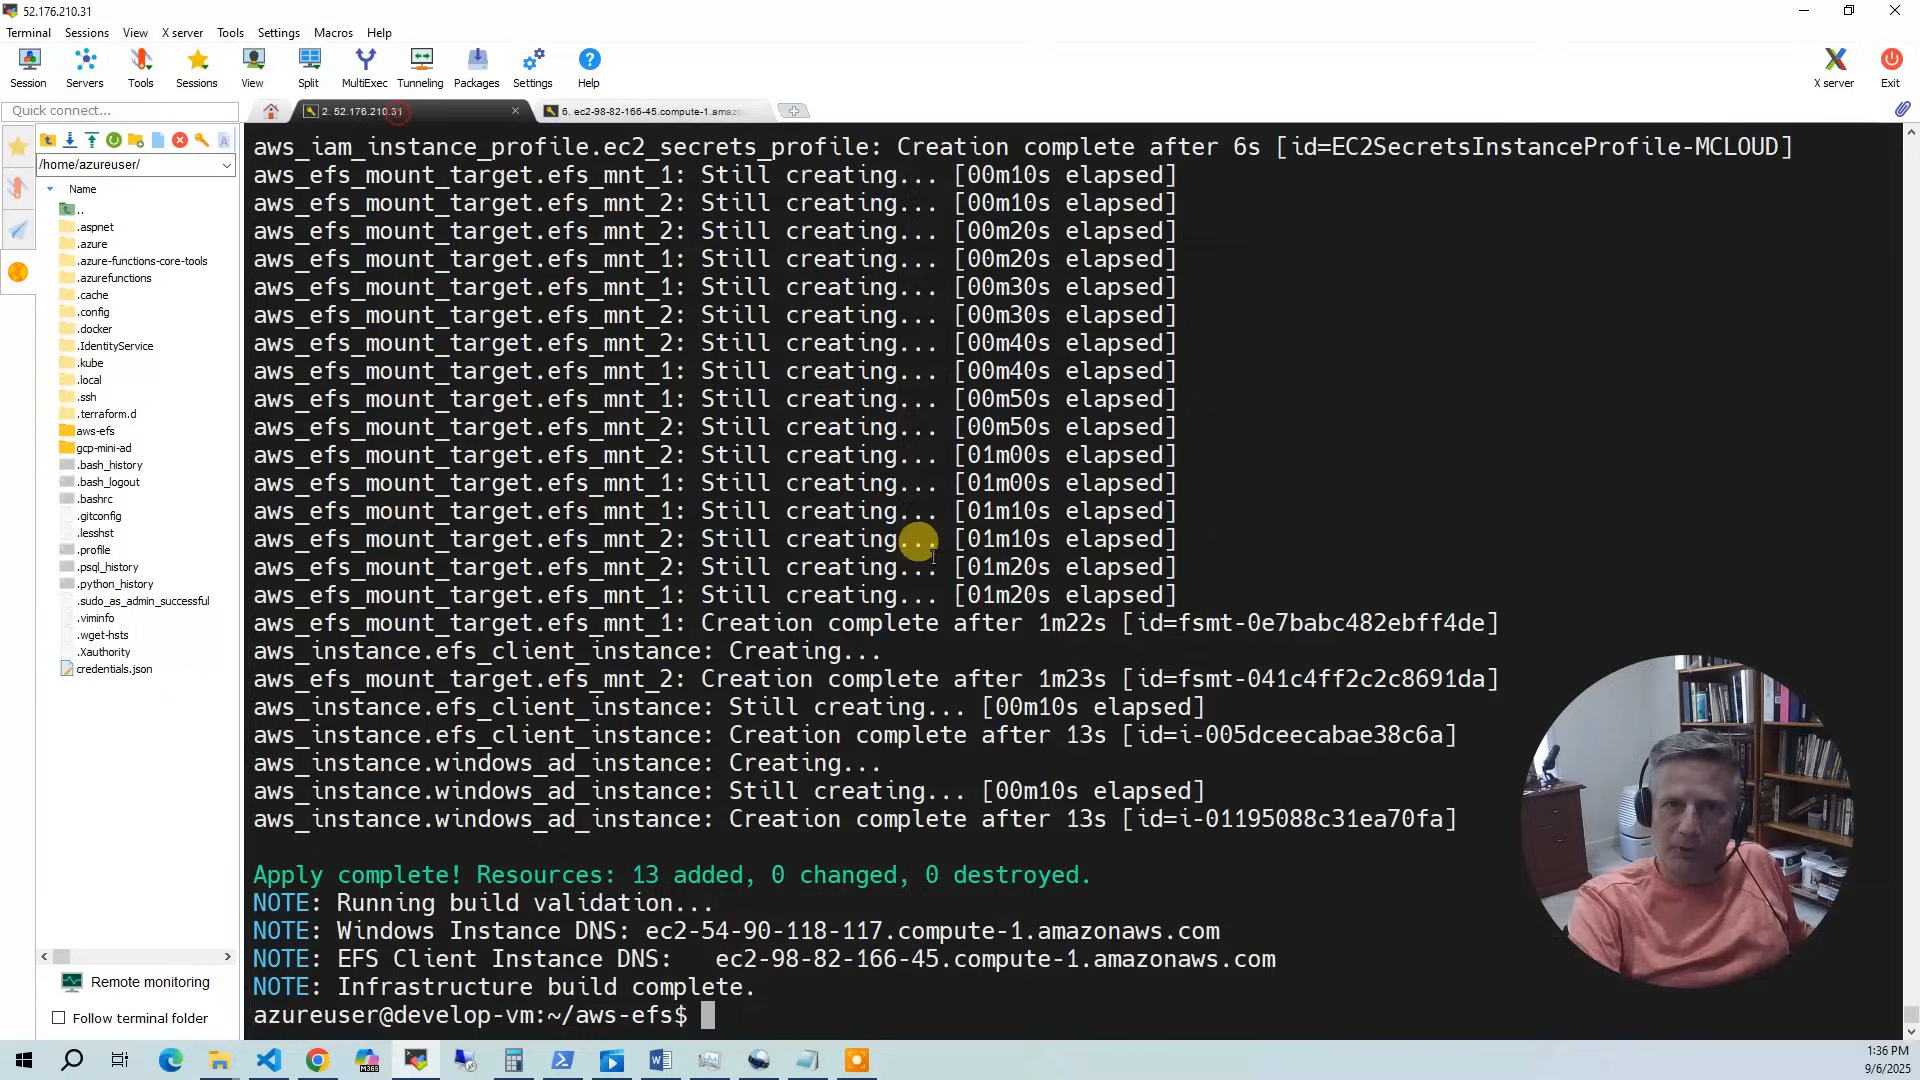 52.176.210.31
Terminal Sessions View X server Tools Settings Macros Help
Session Servers Tools Sessions View Split MultiExec Tunneling Packages Settings Help X server Exit
Quick connect...
2. 52.176.210.31
6. ec2-98-82-166-45.compute-1.amazo
/home/azureuser/
Name
..
.aspnet
.azure
.azure-functions-core-tools
.azurefunctions
.cache
.config
.docker
.IdentityService
.kube
.local
.ssh
.terraform.d
aws-efs
gcp-mini-ad
.bash_history
.bash_logout
.bashrc
.gitconfig
.lesshst
.profile
.psql_history
.python_history
.sudo_as_admin_successful
.viminfo
.wget-hsts
.Xauthority
credentials.json
Remote monitoring
Follow terminal folder
aws_iam_instance_profile.ec2_secrets_profile: Creation complete after 6s [id=EC2SecretsInstanceProfile-MCLOUD]
aws_efs_mount_target.efs_mnt_1: Still creating... [00m10s elapsed]
aws_efs_mount_target.efs_mnt_2: Still creating... [00m10s elapsed]
aws_efs_mount_target.efs_mnt_2: Still creating... [00m20s elapsed]
aws_efs_mount_target.efs_mnt_1: Still creating... [00m20s elapsed]
aws_efs_mount_target.efs_mnt_1: Still creating... [00m30s elapsed]
aws_efs_mount_target.efs_mnt_2: Still creating... [00m30s elapsed]
aws_efs_mount_target.efs_mnt_2: Still creating... [00m40s elapsed]
aws_efs_mount_target.efs_mnt_1: Still creating... [00m40s elapsed]
aws_efs_mount_target.efs_mnt_1: Still creating... [00m50s elapsed]
aws_efs_mount_target.efs_mnt_2: Still creating... [00m50s elapsed]
aws_efs_mount_target.efs_mnt_2: Still creating... [01m00s elapsed]
aws_efs_mount_target.efs_mnt_1: Still creating... [01m00s elapsed]
aws_efs_mount_target.efs_mnt_1: Still creating... [01m10s elapsed]
aws_efs_mount_target.efs_mnt_2: Still creating... [01m10s elapsed]
aws_efs_mount_target.efs_mnt_2: Still creating... [01m20s elapsed]
aws_efs_mount_target.efs_mnt_1: Still creating... [01m20s elapsed]
aws_efs_mount_target.efs_mnt_1: Creation complete after 1m22s [id=fsmt-0e7babc482ebff4de]
aws_instance.efs_client_instance: Creating...
aws_efs_mount_target.efs_mnt_2: Creation complete after 1m23s [id=fsmt-041c4ff2c2c8691da]
aws_instance.efs_client_instance: Still creating... [00m10s elapsed]
aws_instance.efs_client_instance: Creation complete after 13s [id=i-005dceecabae38c6a]
aws_instance.windows_ad_instance: Creating...
aws_instance.windows_ad_instance: Still creating... [00m10s elapsed]
aws_instance.windows_ad_instance: Creation complete after 13s [id=i-01195088c31ea70fa]
Apply complete! Resources: 13 added, 0 changed, 0 destroyed.
NOTE: Running build validation...
NOTE: Windows Instance DNS: ec2-54-90-118-117.compute-1.amazonaws.com
NOTE: EFS Client Instance DNS: ec2-98-82-166-45.compute-1.amazonaws.com
NOTE: Infrastructure build complete.
azureuser@develop-vm:~/aws-efs$
1:36 PM
9/6/2025